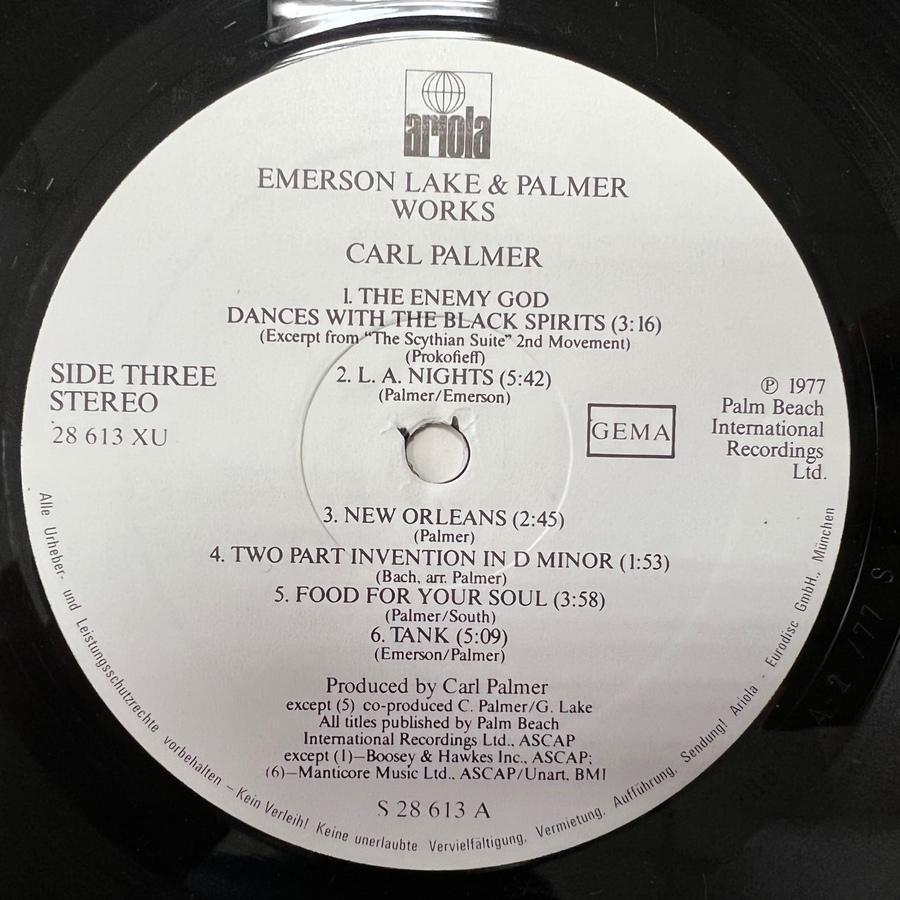 ariola
EMERSON LAKE & PALMER
WORKS
CARL PALMER
1. THE ENEMY GOD
DANCES WITH THE BLACK SPIRITS (3:16)
(Excerpt from “The Scythian Suite” 2nd Movement)
(Prokofieff)
2. L. A. NIGHTS (5:42)
(Palmer/Emerson)
SIDE THREE
STEREO
28 613 XU
GEMA
℗ 1977
Palm Beach
International
Recordings
Ltd.
3. NEW ORLEANS (2:45)
(Palmer)
4. TWO PART INVENTION IN D MINOR (1:53)
(Bach, arr. Palmer)
5. FOOD FOR YOUR SOUL (3:58)
(Palmer/South)
6. TANK (5:09)
(Emerson/Palmer)
Produced by Carl Palmer
except (5) co-produced C. Palmer/G. Lake
All titles published by Palm Beach
International Recordings Ltd., ASCAP
except (1)—Boosey & Hawkes Inc., ASCAP;
(6)—Manticore Music Ltd., ASCAP/Unart, BMI
S 28 613 A
Alle Urheber- und Leistungsschutzrechte vorbehalten – Kein Verleih! Keine unerlaubte Vervielfältigung, Vermietung, Aufführung, Sendung! Ariola - Eurodisc GmbH., München
A 2 /77 S